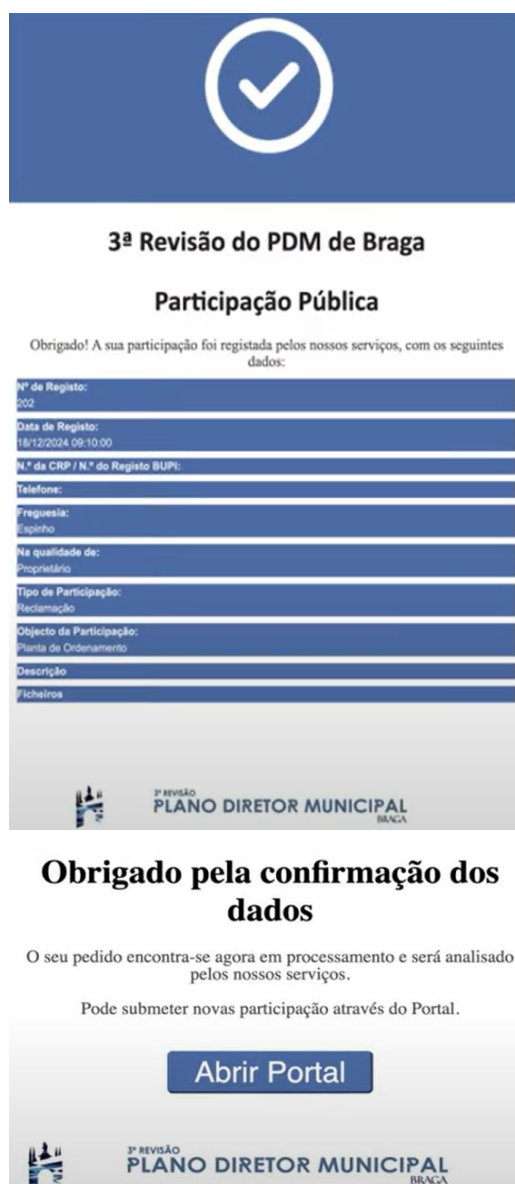 3ª Revisão do PDM de Braga
Participação Pública
Obrigado! A sua participação foi registada pelos nossos serviços, com os seguintes
dados:
Nº de Registo:
202
Data de Registo:
18/12/2024 09:10:00
N.º da CRP / N.º do Registo BUPi:
Telefone:
Freguesia:
Espinho
Na qualidade de:
Proprietário
Tipo de Participação:
Reclamação
Objecto da Participação:
Planta de Ordenamento
Descrição
Ficheiros
3ª REVISÃO
PLANO DIRETOR MUNICIPAL
BRAGA
Obrigado pela confirmação dos
dados
O seu pedido encontra-se agora em processamento e será analisado
pelos nossos serviços.
Pode submeter novas participação através do Portal.
Abrir Portal
3ª REVISÃO
PLANO DIRETOR MUNICIPAL
BRAGA